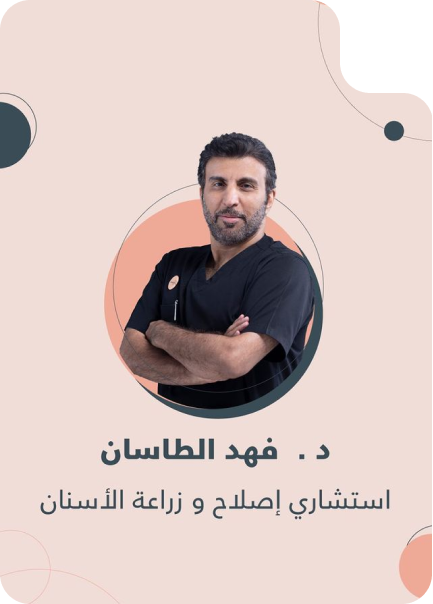 د . فهد الطاسان
استشاري إصلاح و زراعة الأسنان